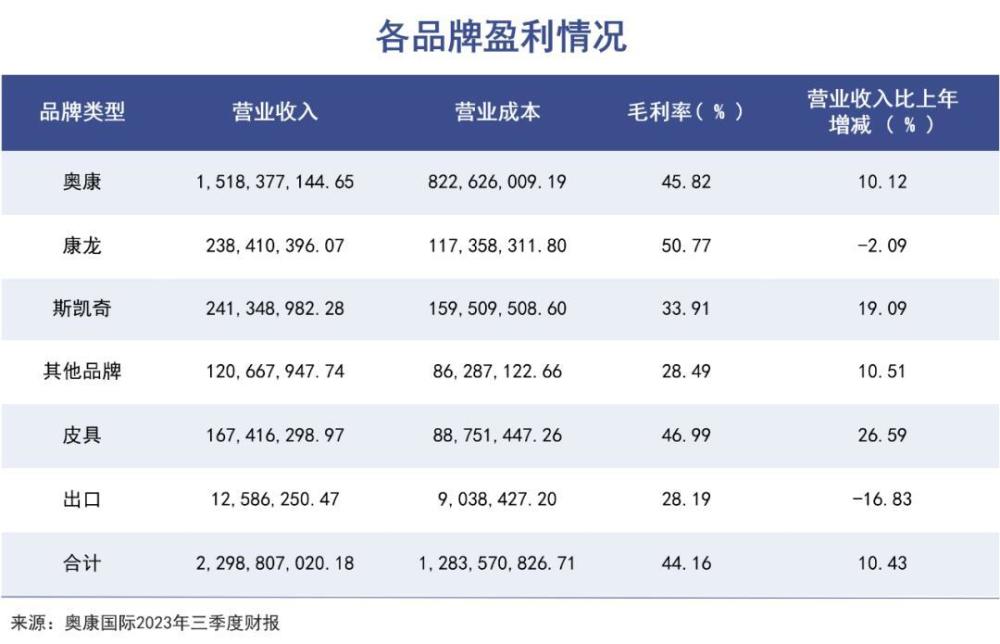 各品牌盈利情况
品牌类型 营业收入 营业成本 毛利率(%) 营业收入比上年
增减(%)
奥康 1,518,377,144.65 822,626,009.19 45.82 10.12
康龙 238,410,396.07 117,358,311.80 50.77 -2.09
斯凯奇 241,348,982.28 159,509,508.60 33.91 19.09
其他品牌 120,667,947.74 86,287,122.66 28.49 10.51
皮具 167,416,298.97 88,751,447.26 46.99 26.59
出口 12,586,250.47 9,038,427.20 28.19 -16.83
合计 2,298,807,020.18 1,283,570,826.71 44.16 10.43
来源：奥康国际2023年三季度财报